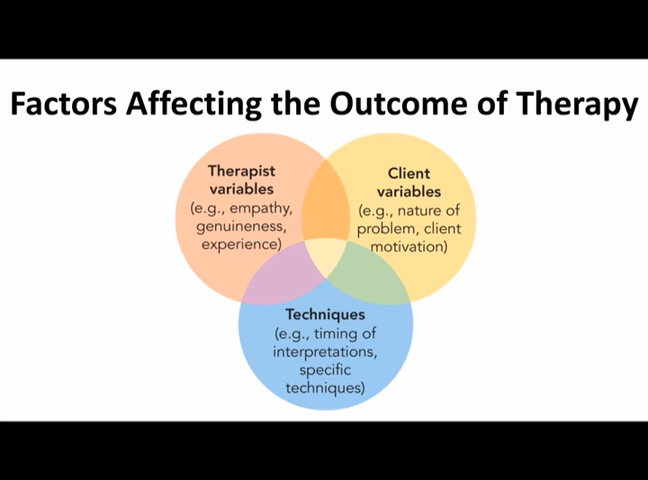 Factors Affecting the Outcome of Therapy
Therapist
variables
(e.g., empathy,
genuineness,
experience)
Client
variables
(e.g., nature of
problem, client
motivation)
Techniques
(e.g., timing of
interpretations,
specific
techniques)